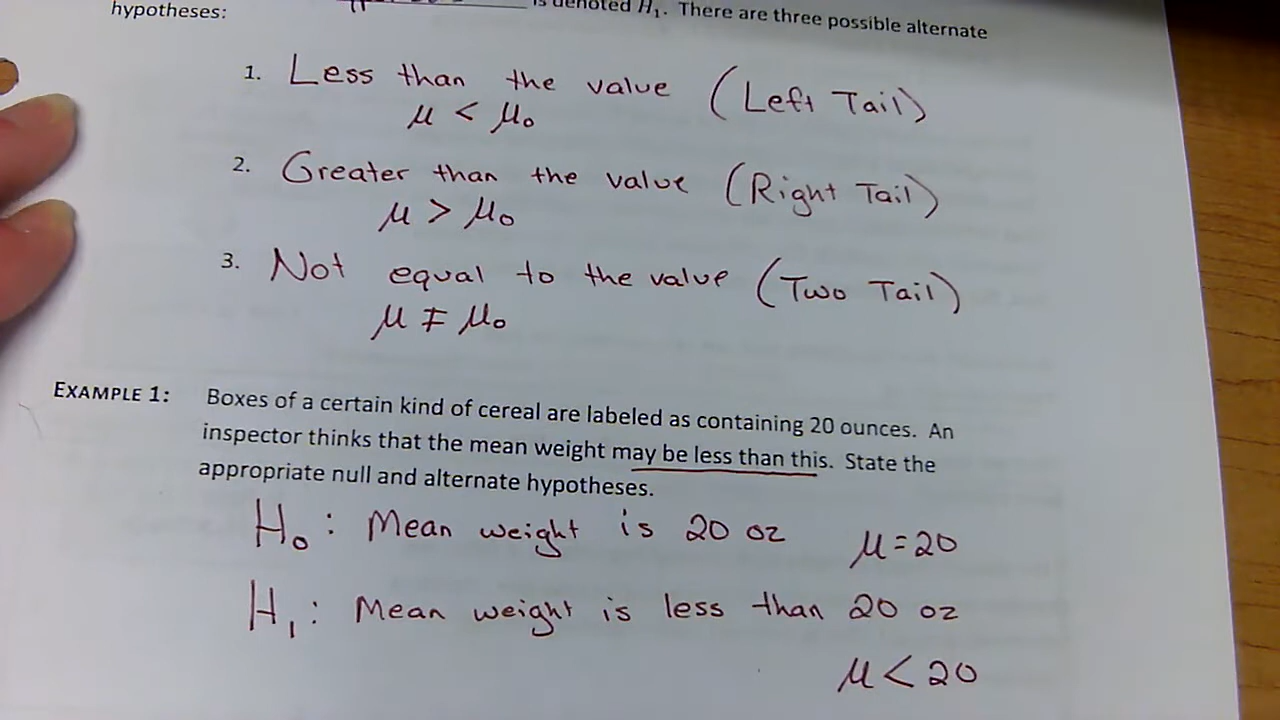 is denoted H₁. There are three possible alternate
hypotheses:
1. Less than the value (Left Tail)
μ < μ₀
2. Greater than the value (Right Tail)
μ > μ₀
3. Not equal to the value (Two Tail)
μ ≠ μ₀
EXAMPLE 1: Boxes of a certain kind of cereal are labeled as containing 20 ounces. An
inspector thinks that the mean weight may be less than this. State the
appropriate null and alternate hypotheses.
H₀: Mean weight is 20 oz μ=20
H₁: Mean weight is less than 20 oz
μ < 20